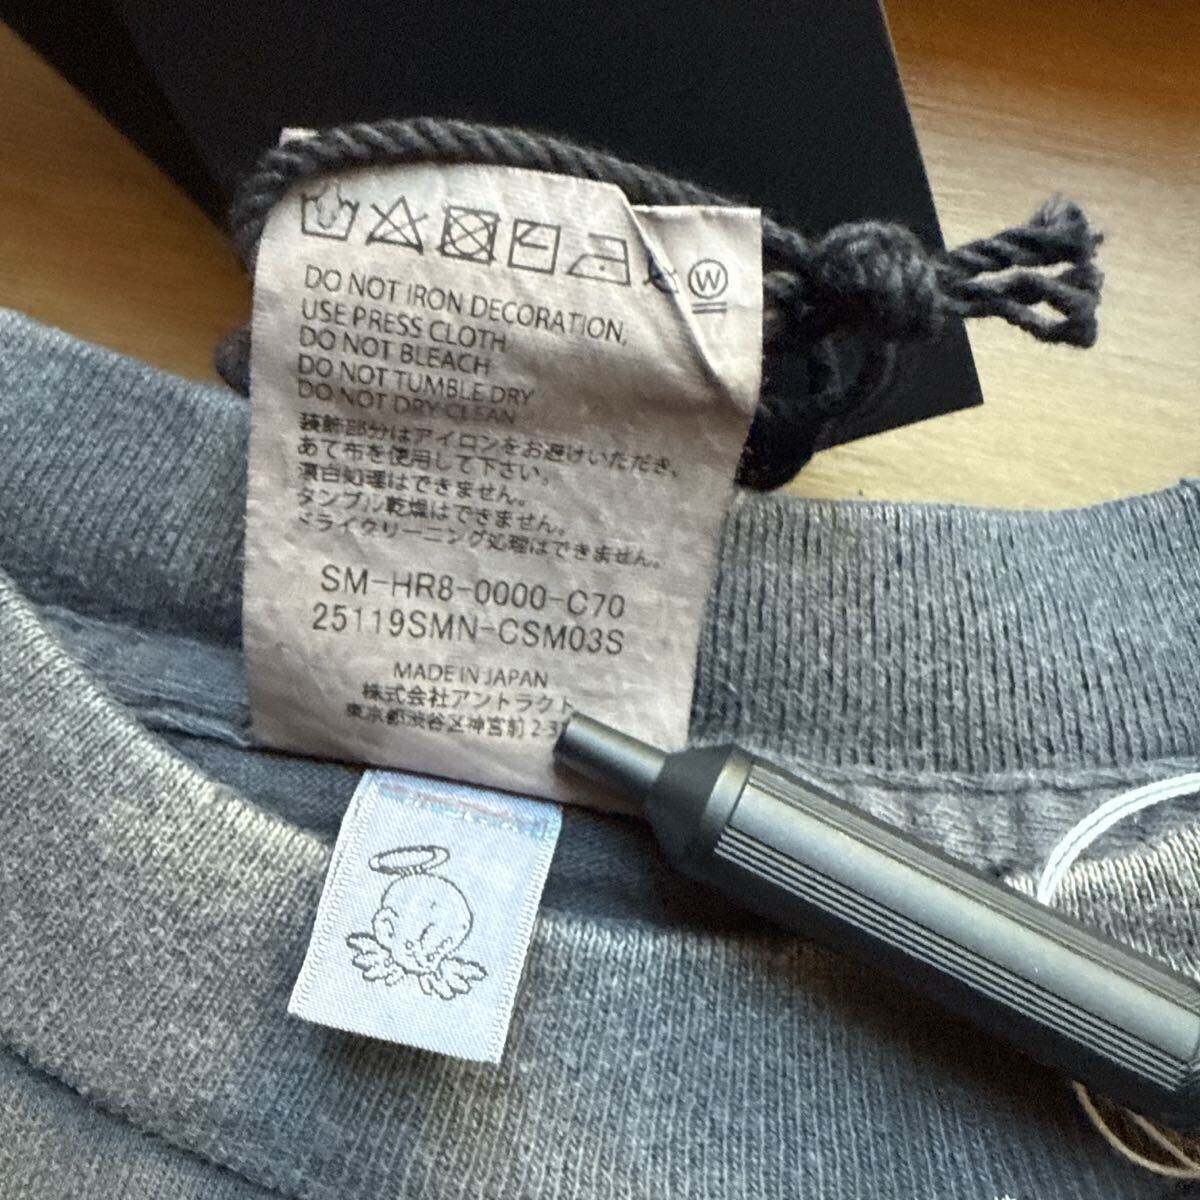 W
DO NOT IRON DECORATION,
USE PRESS CLOTH
DO NOT BLEACH
DO NOT TUMBLE DRY
DO NOT DRY CLEAN
装飾部分はアイロンをお避けいただき、
あて布を使用して下さい。
漂白処理はできません。
タンブル乾燥はできません。
ドライクリーニング処理はできません。
SM-HR8-0000-C70
25119SMN-CSM03S
MADE IN JAPAN
株式会社アントラクト
東京都渋谷区神宮前 2-3